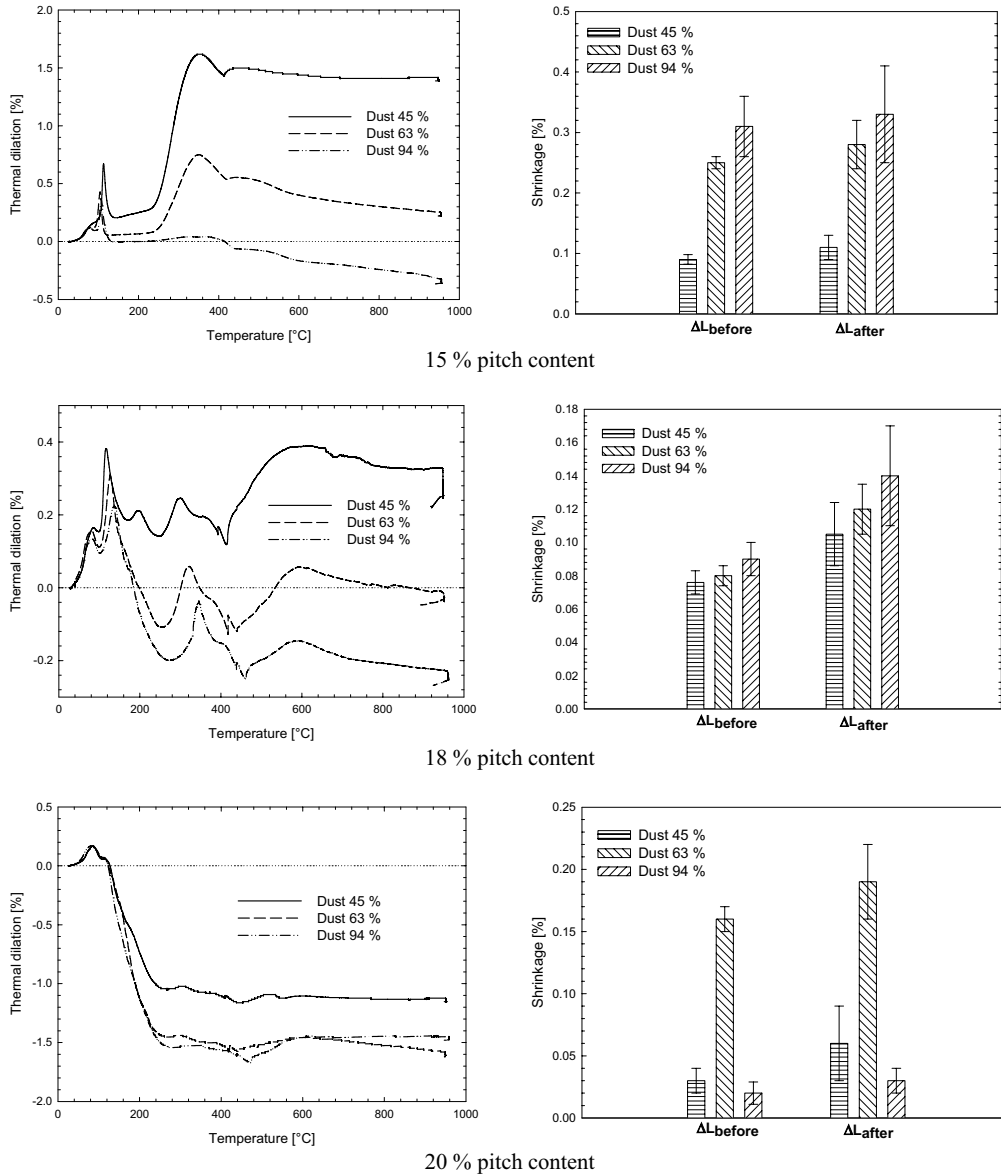 2.0
1.5
1.0
0.5
0.0
-0.5
Thermal dilation [%]
Dust 45 %
Dust 63 %
Dust 94 %
0 200 400 600 800 1000
Temperature [°C]
0.5
0.4
0.3
0.2
0.1
0.0
Shrinkage [%]
Dust 45 %
Dust 63 %
Dust 94 %
ΔLbefore ΔLafter
15 % pitch content
0.4
0.2
0.0
-0.2
Thermal dilation [%]
Dust 45 %
Dust 63 %
Dust 94 %
0 200 400 600 800 1000
Temperature [°C]
0.18
0.16
0.14
0.12
0.10
0.08
0.06
0.04
0.02
0.00
Shrinkage [%]
Dust 45 %
Dust 63 %
Dust 94 %
ΔLbefore ΔLafter
18 % pitch content
0.5
0.0
-0.5
-1.0
-1.5
-2.0
Thermal dilation [%]
Dust 45 %
Dust 63 %
Dust 94 %
0 200 400 600 800 1000
Temperature [°C]
0.25
0.20
0.15
0.10
0.05
0.00
Shrinkage [%]
Dust 45 %
Dust 63 %
Dust 94 %
ΔLbefore ΔLafter
20 % pitch content